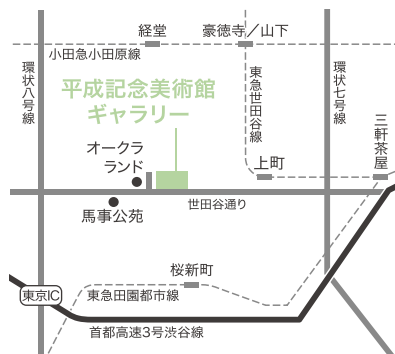 経堂
豪徳寺／山下
小田急小田原線
環状八号線
東急世田谷線
環状七号線
平成記念美術館
ギャラリー
三軒茶屋
オークラ
ランド
上町
世田谷通り
馬事公苑
桜新町
東京IC
東急田園都市線
首都高速3号渋谷線